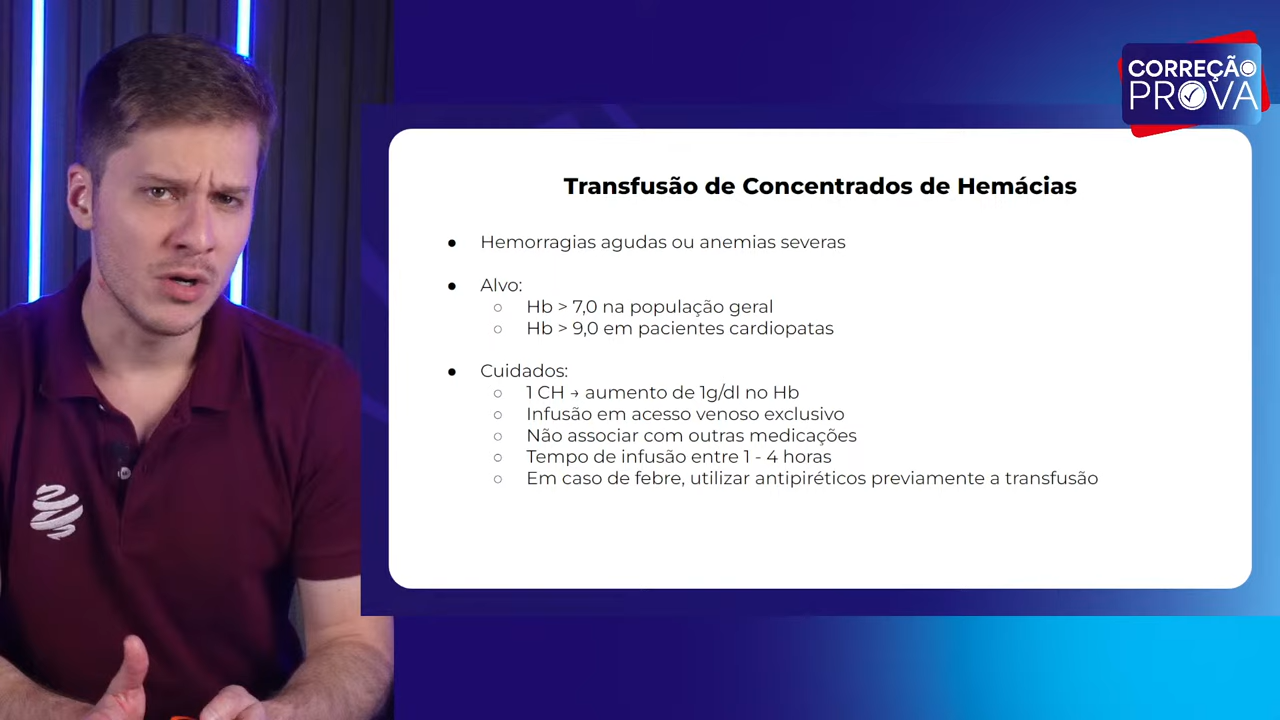 CORREÇÃO
PROVA
Transfusão de Concentrados de Hemácias
● Hemorragias agudas ou anemias severas
● Alvo:
○ Hb > 7,0 na população geral
○ Hb > 9,0 em pacientes cardiopatas
● Cuidados:
○ 1 CH → aumento de 1g/dl no Hb
○ Infusão em acesso venoso exclusivo
○ Não associar com outras medicações
○ Tempo de infusão entre 1 - 4 horas
○ Em caso de febre, utilizar antipiréticos previamente a transfusão